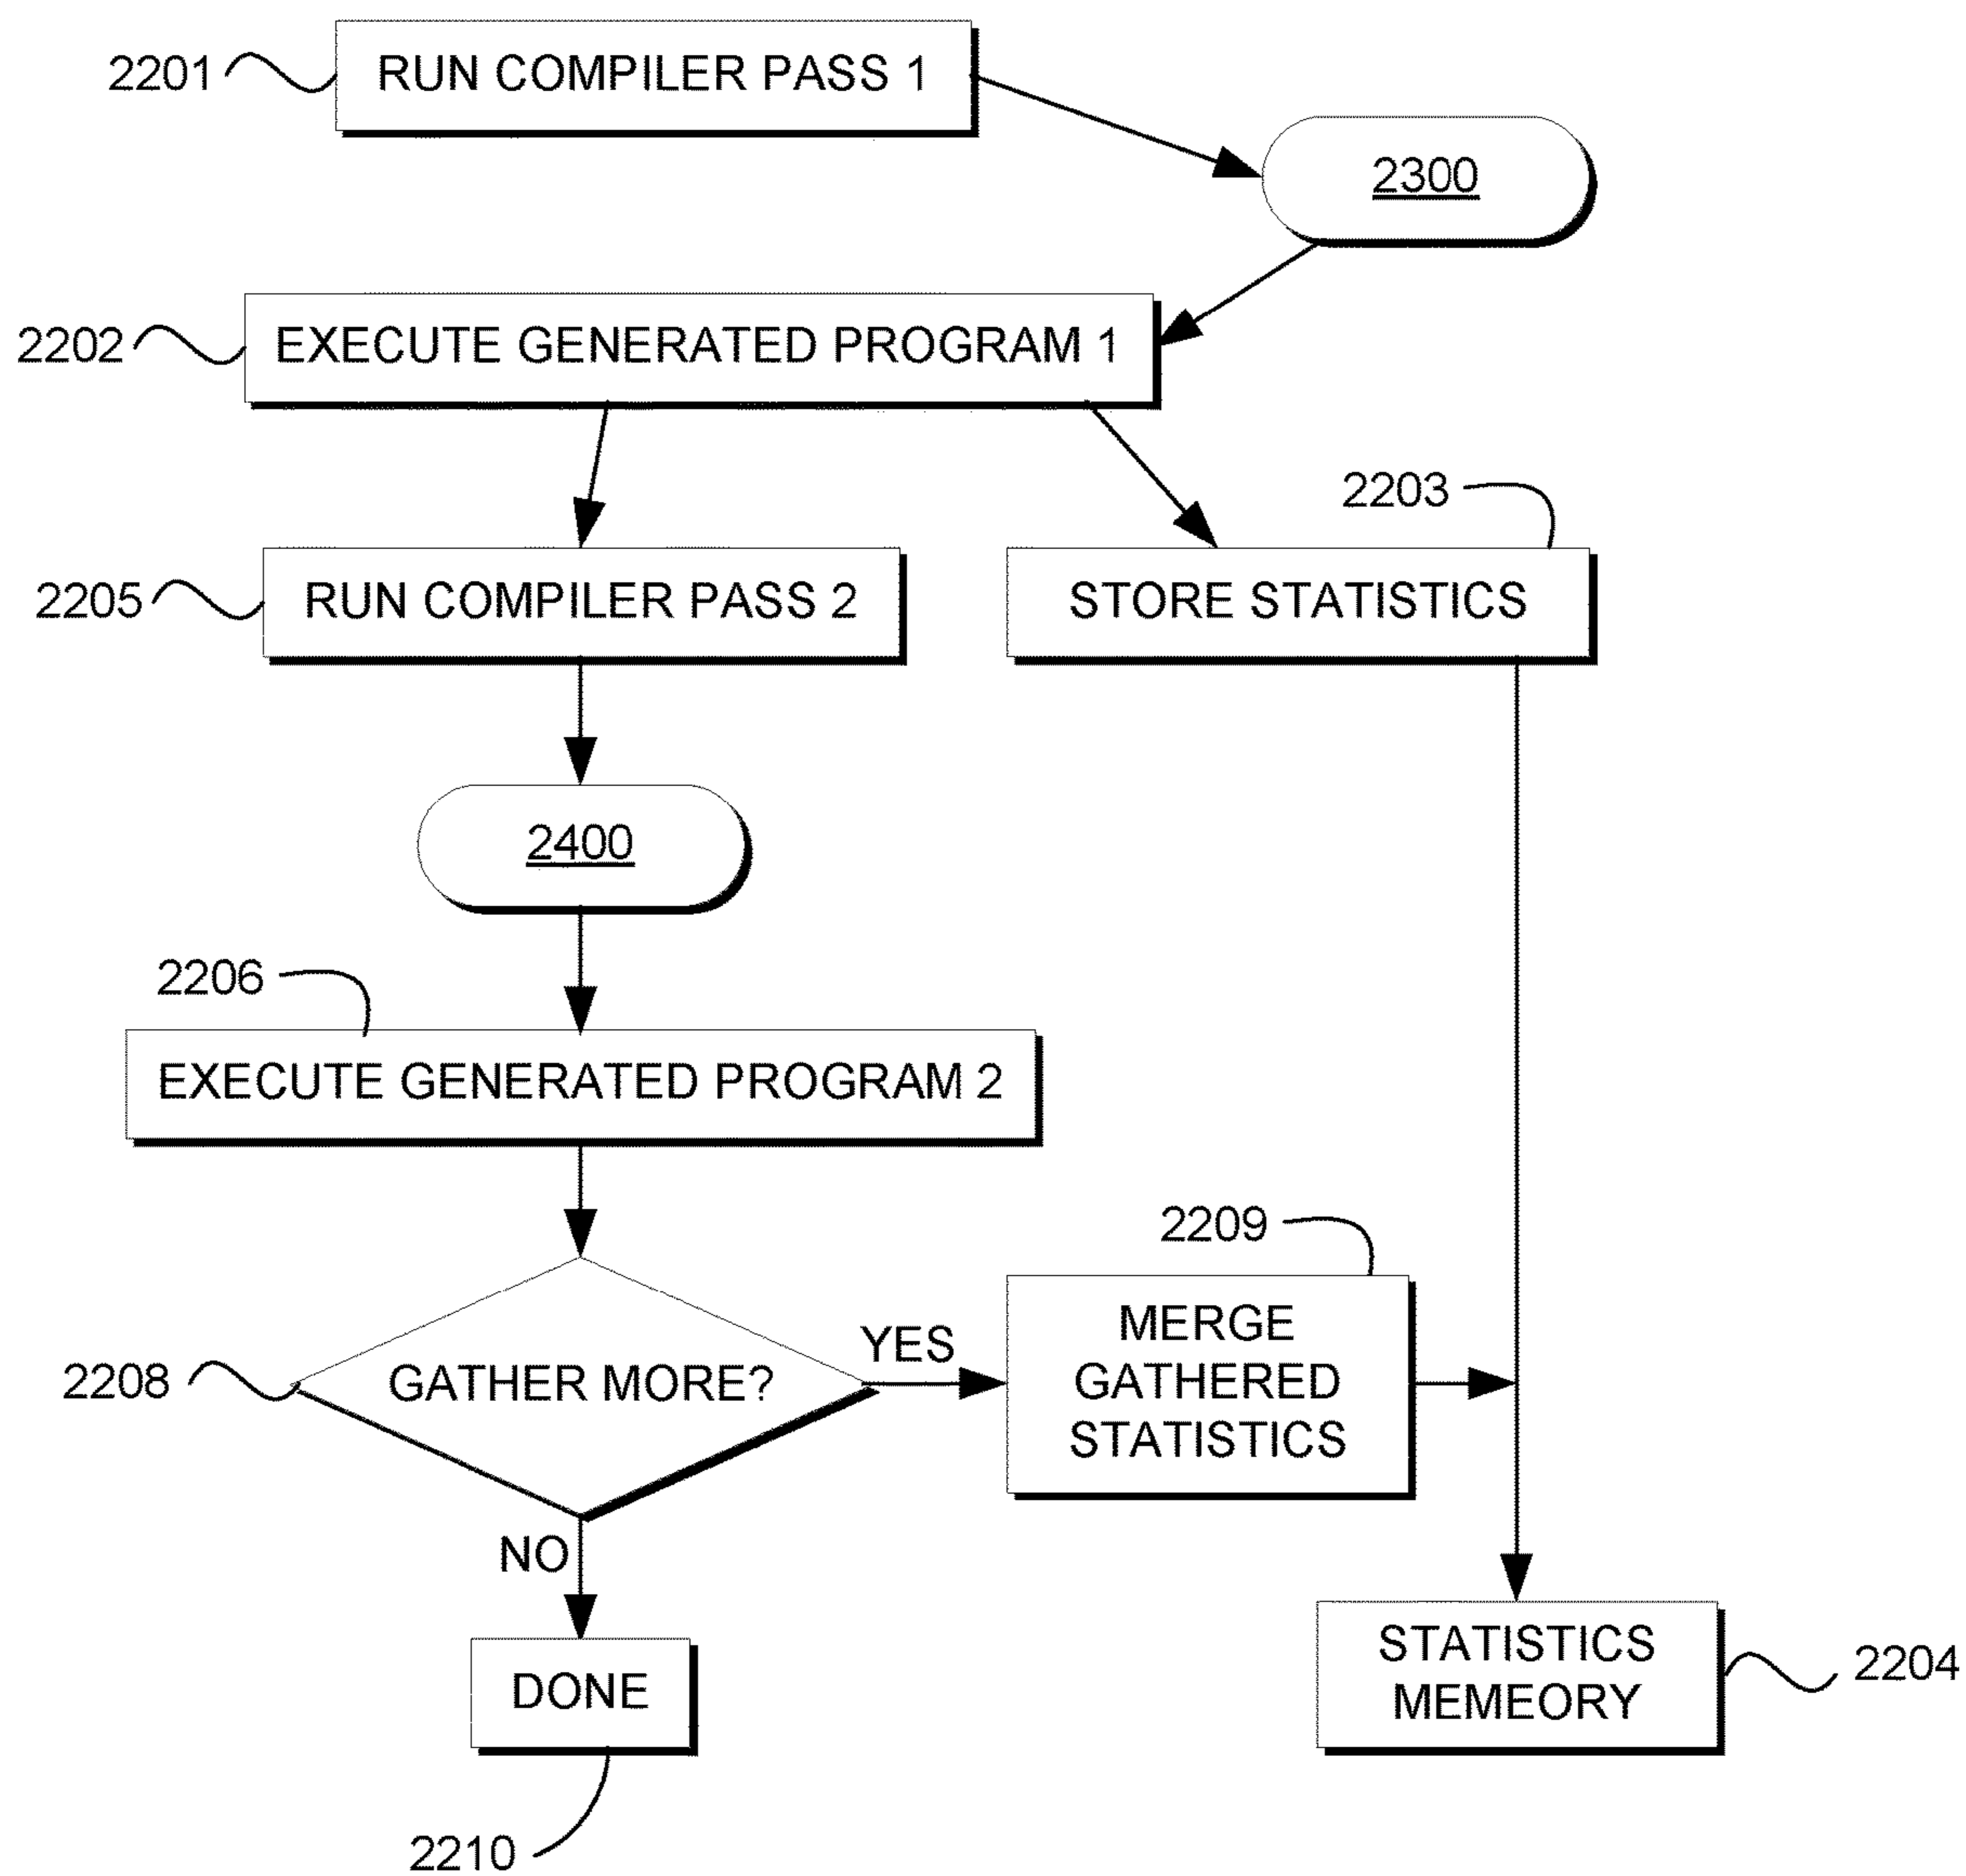 2201
RUN COMPILER PASS 1
2300
2202
EXECUTE GENERATED PROGRAM 1
2203
2205
RUN COMPILER PASS 2
STORE STATISTICS
2400
2206
EXECUTE GENERATED PROGRAM 2
2209
2208
GATHER MORE?
YES
MERGE
GATHERED
STATISTICS
NO
DONE
STATISTICS
MEMEORY
2204
2210